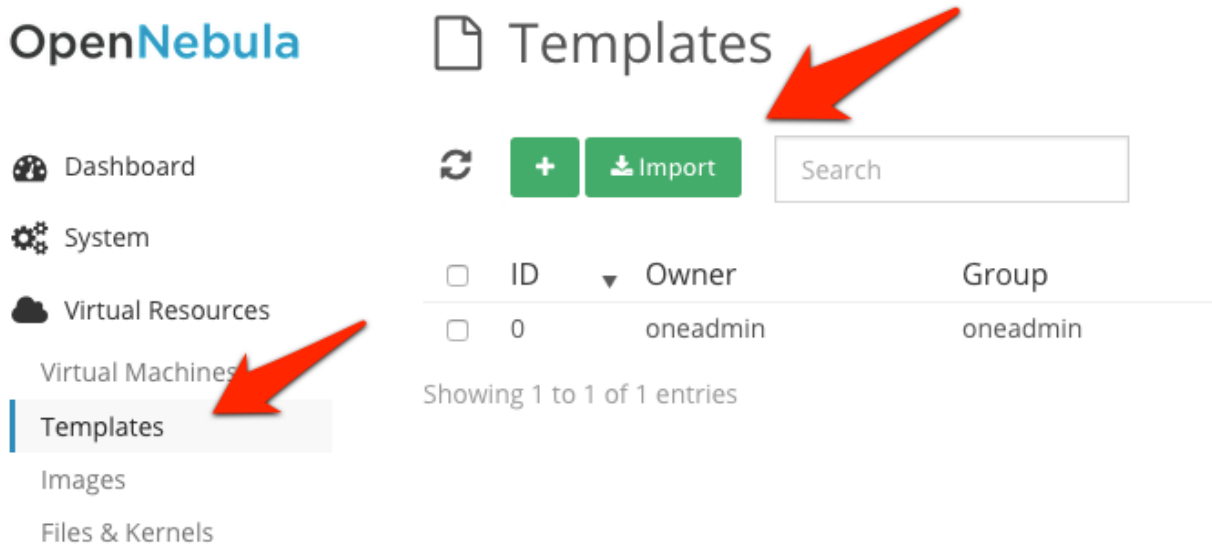 OpenNebula
Templates
Dashboard
+ Import Search
System
ID Owner Group
Virtual Resources
0 oneadmin oneadmin
Virtual Machines
Showing 1 to 1 of 1 entries
Templates
Images
Files & Kernels